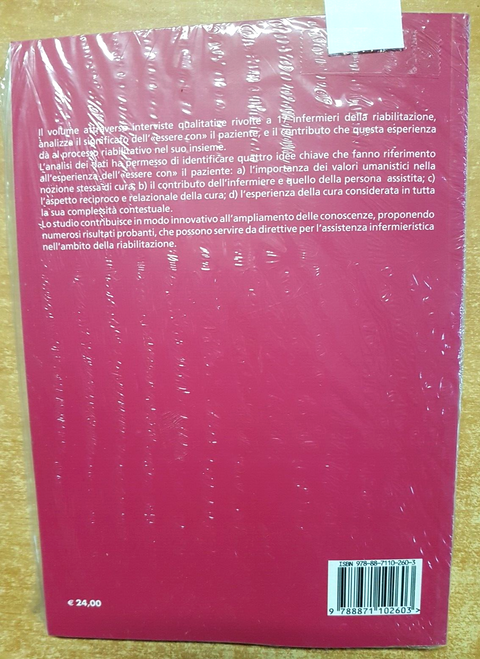 Il volume attraverso interviste qualitative rivolte a 17 infermieri della riabilitazione,
analizza il significato dell'«essere con» il paziente, e il contributo che questa esperienza
dà al processo riabilitativo nel suo insieme.
L'analisi dei dati ha permesso di identificare quattro idee chiave che fanno riferimento
all'esperienza dell'«essere con» il paziente: a) l'importanza dei valori umanistici nella
nozione stessa di cura; b) il contributo dell'infermiere e quello della persona assistita; c)
l'aspetto reciproco e relazionale della cura; d) l'esperienza della cura considerata in tutta
la sua complessità contestuale.
Lo studio contribuisce in modo innovativo all'ampliamento delle conoscenze, proponendo
numerosi risultati probanti, che possono servire da direttive per l'assistenza infermieristica
nell'ambito della riabilitazione.
ISBN 978-88-7110-260-3
9788871102603>
€ 24,00